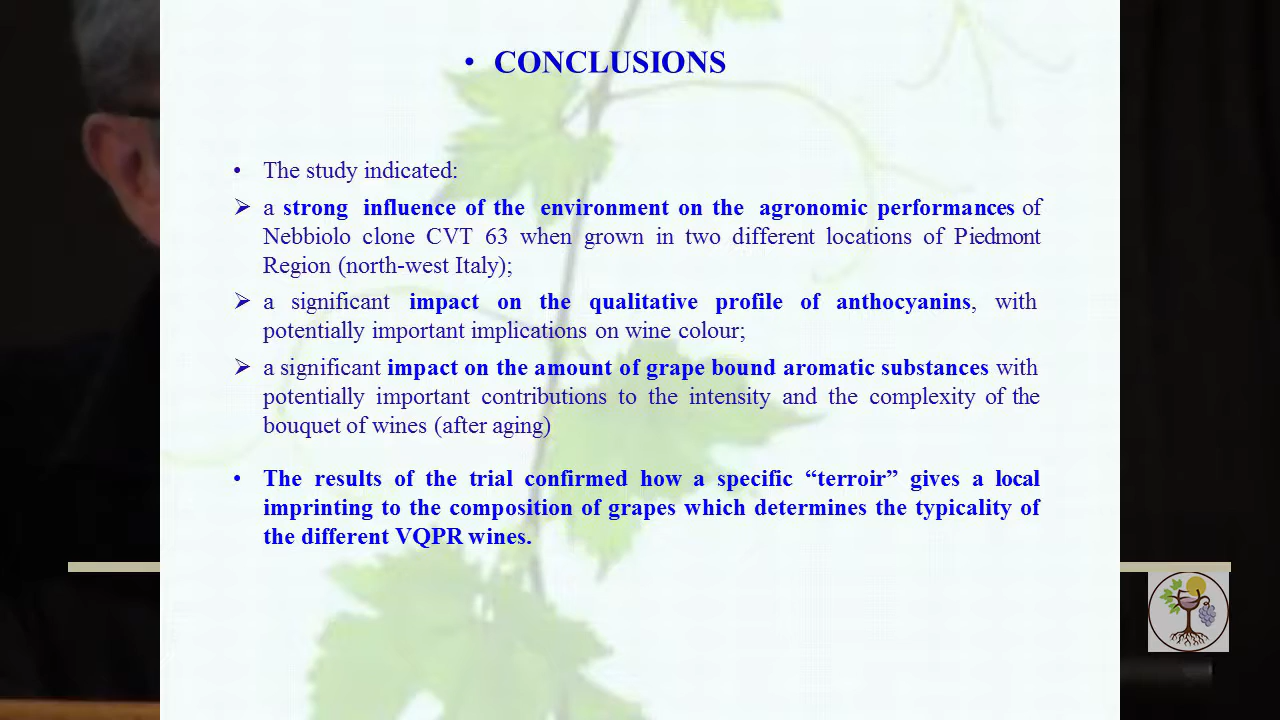 • CONCLUSIONS
• The study indicated:
➢ a strong influence of the environment on the agronomic performances of
Nebbiolo clone CVT 63 when grown in two different locations of Piedmont
Region (north-west Italy);
➢ a significant impact on the qualitative profile of anthocyanins, with
potentially important implications on wine colour;
➢ a significant impact on the amount of grape bound aromatic substances with
potentially important contributions to the intensity and the complexity of the
bouquet of wines (after aging)
• The results of the trial confirmed how a specific “terroir” gives a local
imprinting to the composition of grapes which determines the typicality of
the different VQPR wines.